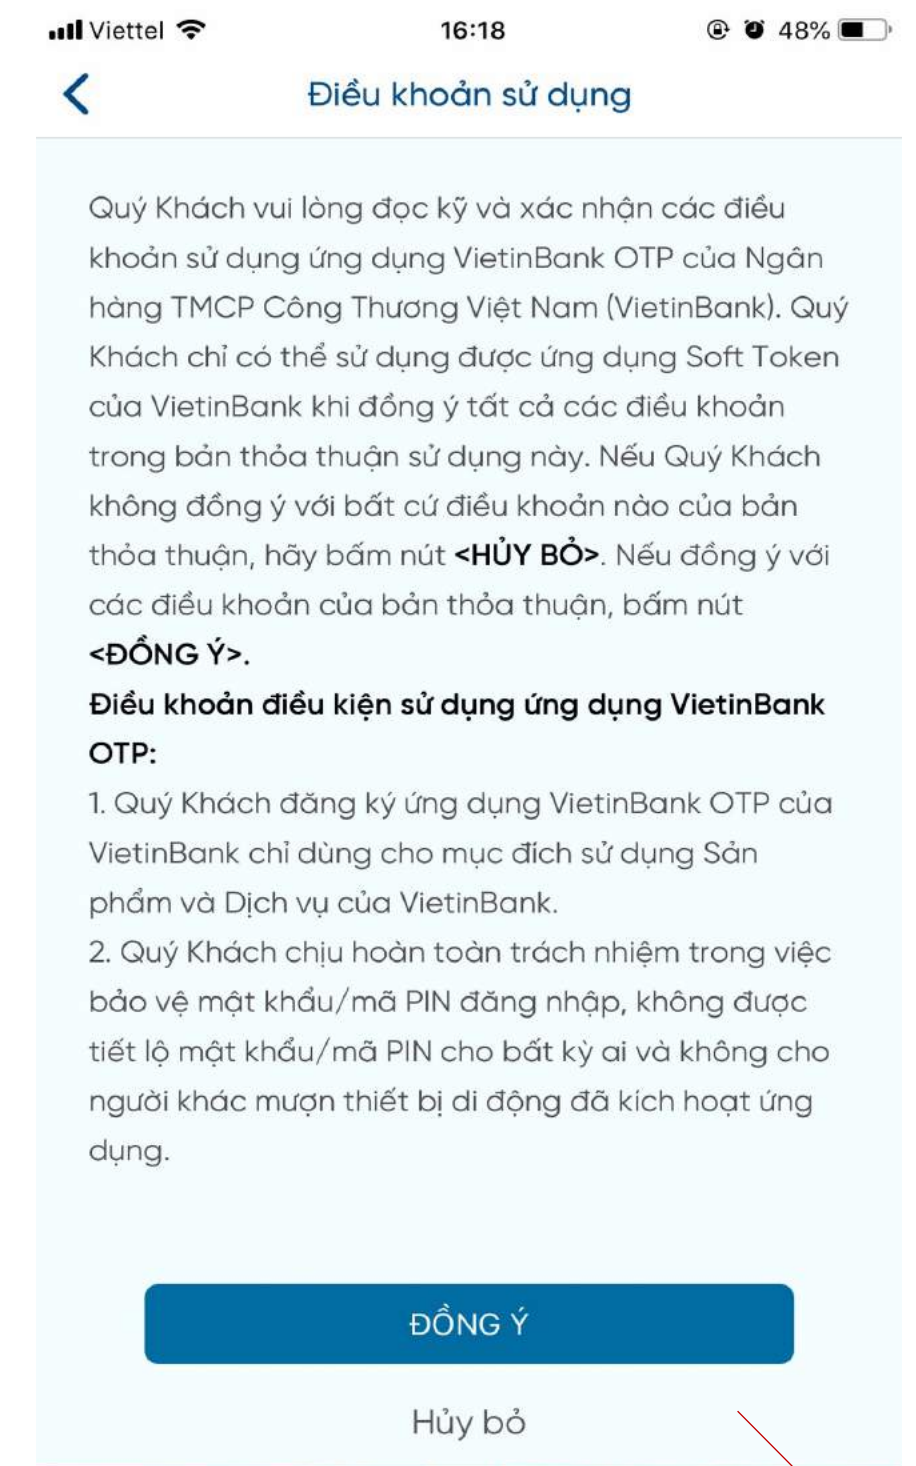 Viettel 16:18 48%
Điều khoản sử dụng
Quý Khách vui lòng đọc kỹ và xác nhận các điều
khoản sử dụng ứng dụng VietinBank OTP của Ngân
hàng TMCP Công Thương Việt Nam (VietinBank). Quý
Khách chỉ có thể sử dụng được ứng dụng Soft Token
của VietinBank khi đồng ý tất cả các điều khoản
trong bản thỏa thuận sử dụng này. Nếu Quý Khách
không đồng ý với bất cứ điều khoản nào của bản
thỏa thuận, hãy bấm nút <HỦY BỎ>. Nếu đồng ý với
các điều khoản của bản thỏa thuận, bấm nút
<ĐỒNG Ý>.
Điều khoản điều kiện sử dụng ứng dụng VietinBank
OTP:
1. Quý Khách đăng ký ứng dụng VietinBank OTP của
VietinBank chỉ dùng cho mục đích sử dụng Sản
phẩm và Dịch vụ của VietinBank.
2. Quý Khách chịu hoàn toàn trách nhiệm trong việc
bảo vệ mật khẩu/mã PIN đăng nhập, không được
tiết lộ mật khẩu/mã PIN cho bất kỳ ai và không cho
người khác mượn thiết bị di động đã kích hoạt ứng
dụng.
ĐỒNG Ý
Hủy bỏ